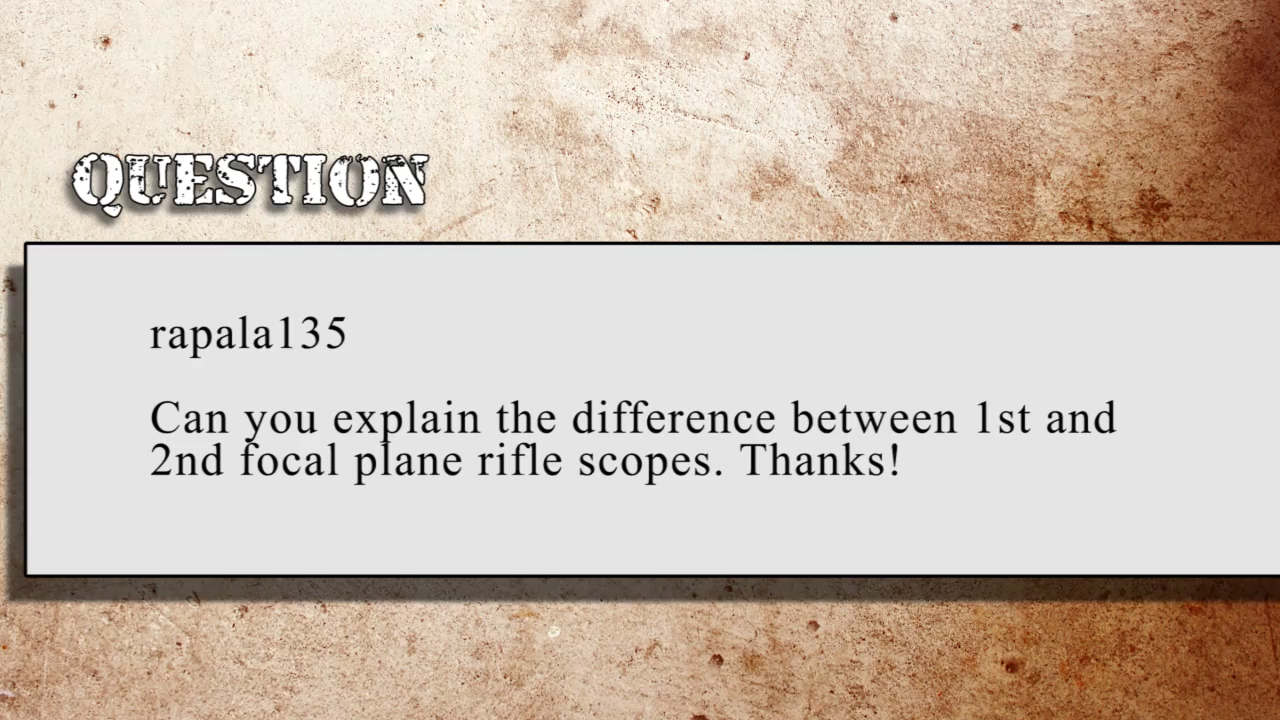 QUESTION
rapala135
Can you explain the difference between 1st and
2nd focal plane rifle scopes. Thanks!